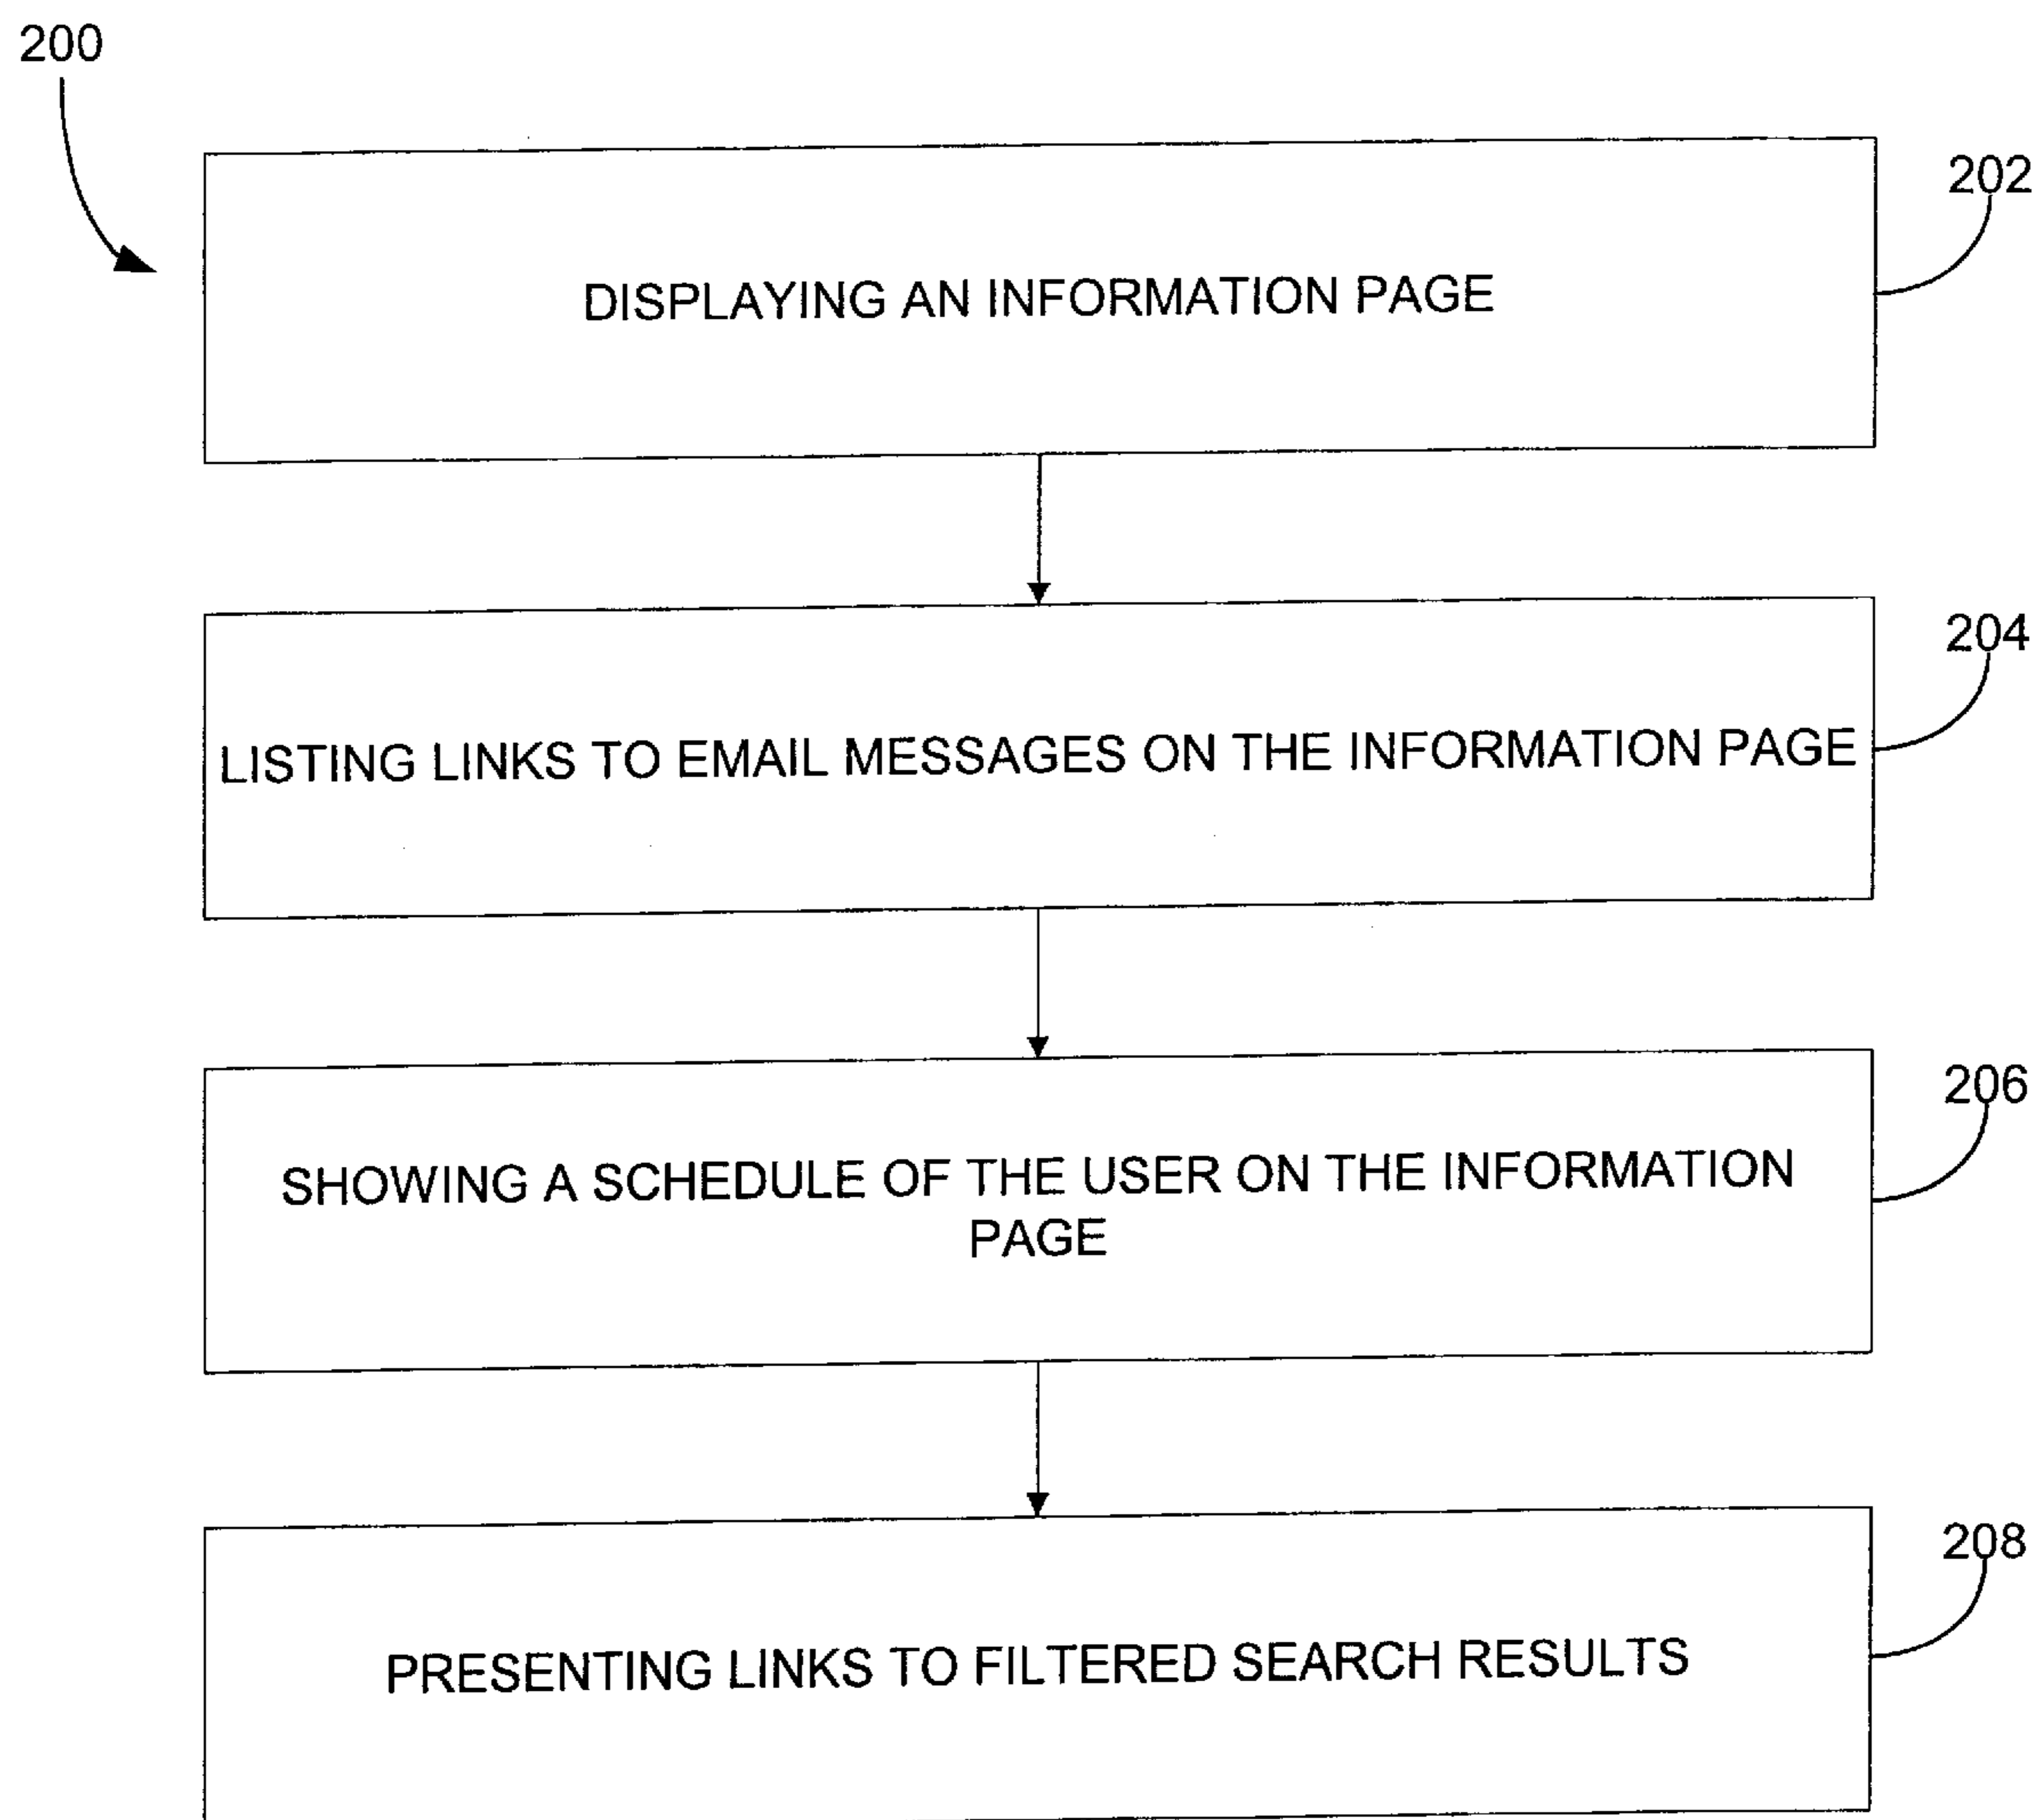 200
202
DISPLAYING AN INFORMATION PAGE
204
LISTING LINKS TO EMAIL MESSAGES ON THE INFORMATION PAGE
206
SHOWING A SCHEDULE OF THE USER ON THE INFORMATION
PAGE
208
PRESENTING LINKS TO FILTERED SEARCH RESULTS